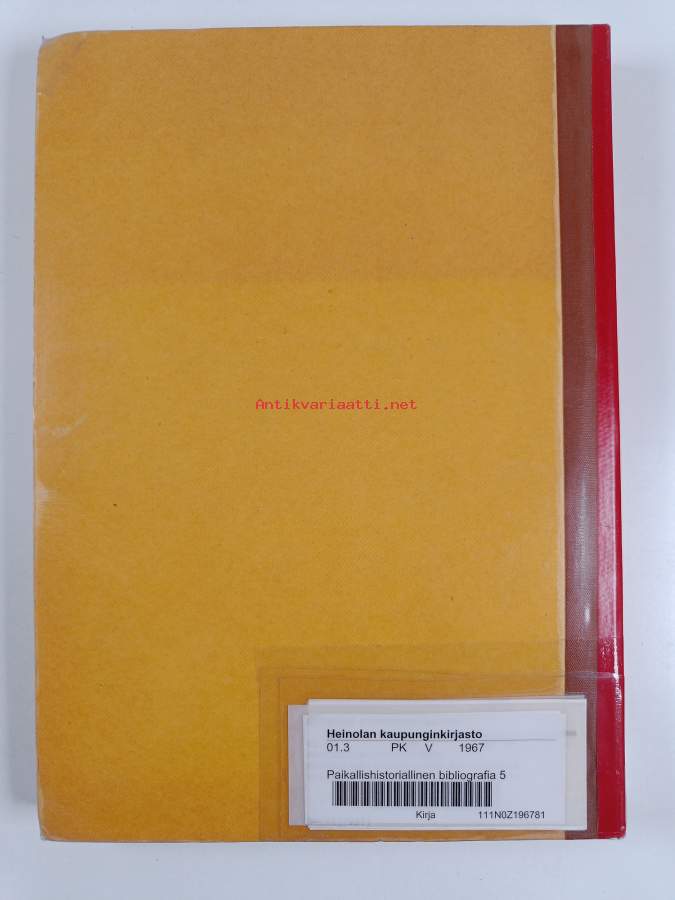 Antikvariaatti.net
Heinolan kaupunginkirjasto
01.3 PK V 1967
Paikallishistoriallinen bibliografia 5
Kirja 111N0Z196781